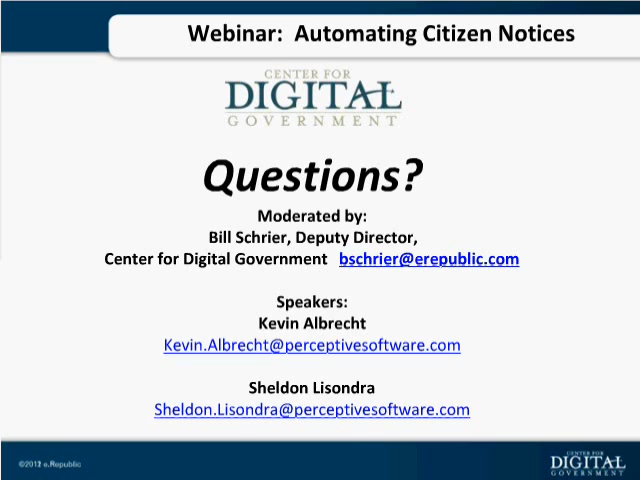 Webinar: Automating Citizen Notices
CENTER FOR
DIGITAL
GOVERNMENT
Questions?
Moderated by:
Bill Schrier, Deputy Director,
Center for Digital Government bschrier@erepublic.com
Speakers:
Kevin Albrecht
Kevin.Albrecht@perceptivesoftware.com
Sheldon Lisondra
Sheldon.Lisondra@perceptivesoftware.com
©2012 e.Republic
CENTER FOR
DIGITAL
GOVERNMENT